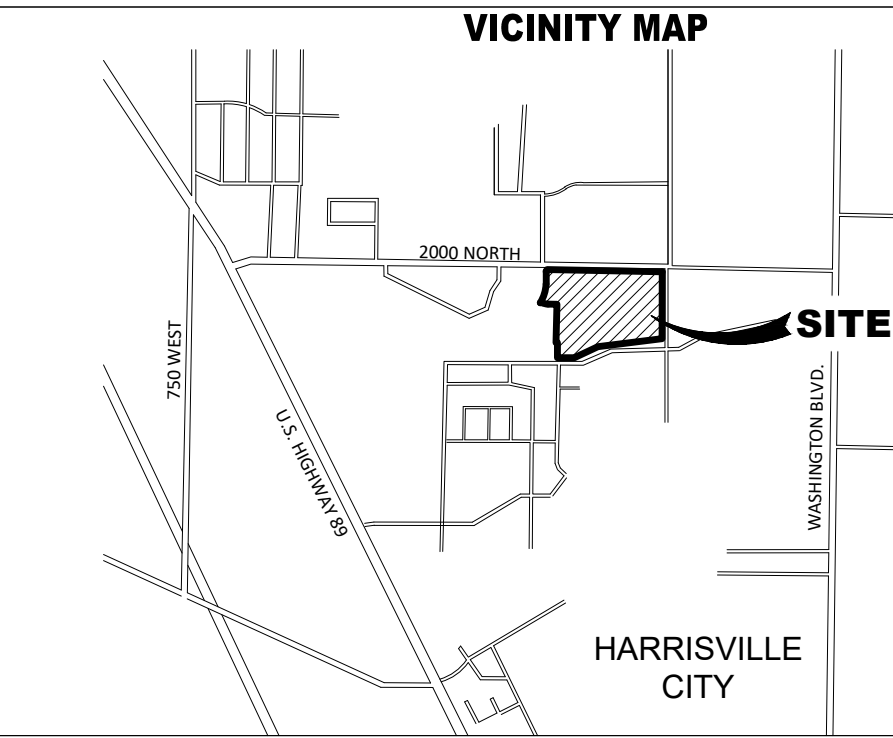 VICINITY MAP
2000 NORTH
SITE
750 WEST
U.S. HIGHWAY 89
WASHINGTON BLVD.
HARRISVILLE
CITY